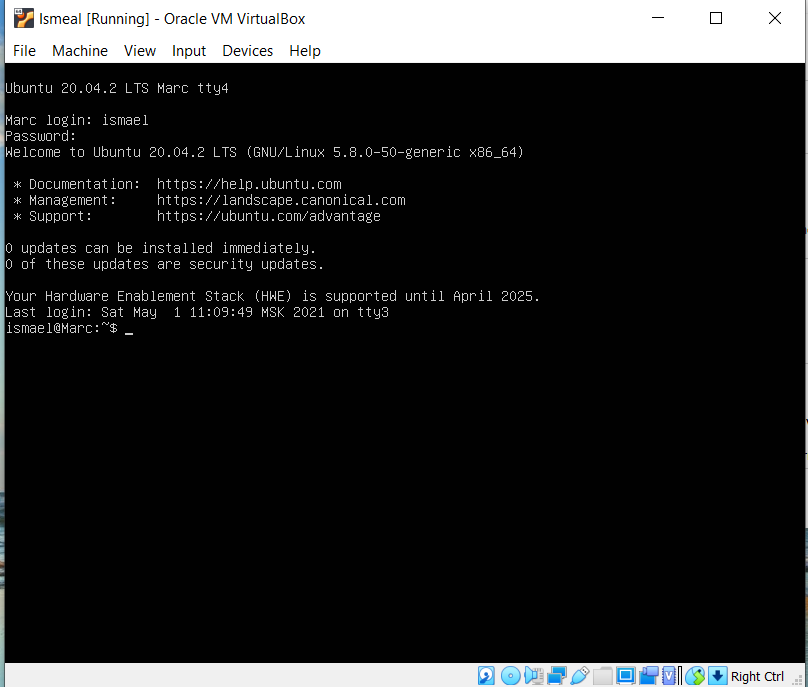 Ismeal [Running] - Oracle VM VirtualBox
File Machine View Input Devices Help
Ubuntu 20.04.2 LTS Marc tty4
Marc login: ismael
Password:
Welcome to Ubuntu 20.04.2 LTS (GNU/Linux 5.8.0-50-generic x86_64)
* Documentation:  https://help.ubuntu.com
* Management:     https://landscape.canonical.com
* Support:        https://ubuntu.com/advantage
0 updates can be installed immediately.
0 of these updates are security updates.
Your Hardware Enablement Stack (HWE) is supported until April 2025.
Last login: Sat May  1 11:09:49 MSK 2021 on tty3
ismael@Marc:~$ _
Right Ctrl